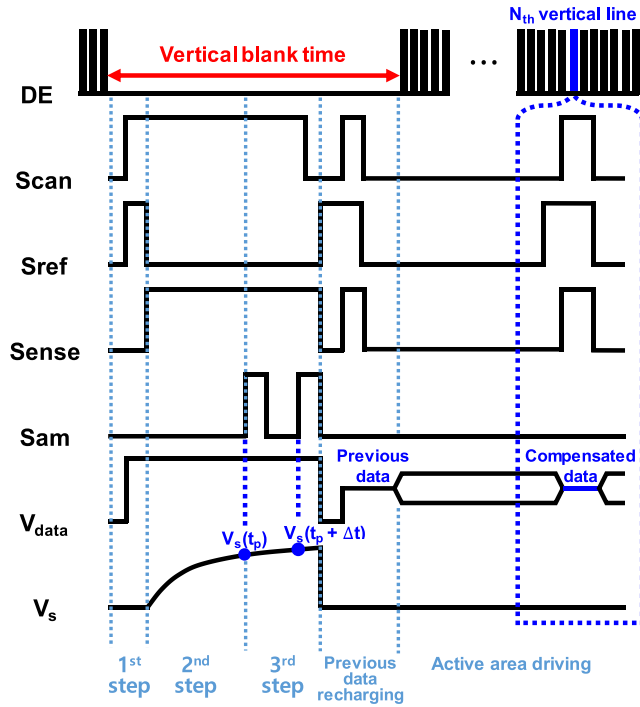 Nth vertical line
Vertical blank time
...
DE
Scan
Sref
Sense
Sam
Previous data
Compensated data
Vdata
Vs(tp)
Vs(tp + Δt)
Vs
1st step
2nd step
3rd step
Previous data recharging
Active area driving